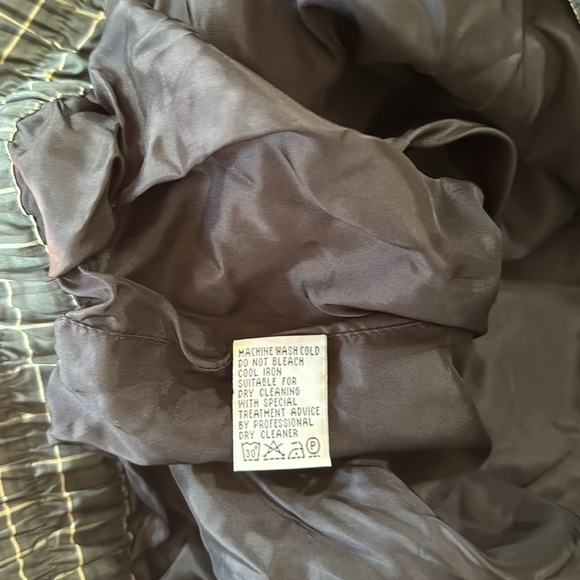 MACHINE WASH COLD
DO NOT BLEACH
COOL IRON
SUITABLE FOR
DRY CLEANING
WITH SPECIAL
TREATMENT ADVICE
BY PROFESSIONAL
DRY CLEANER
30° P